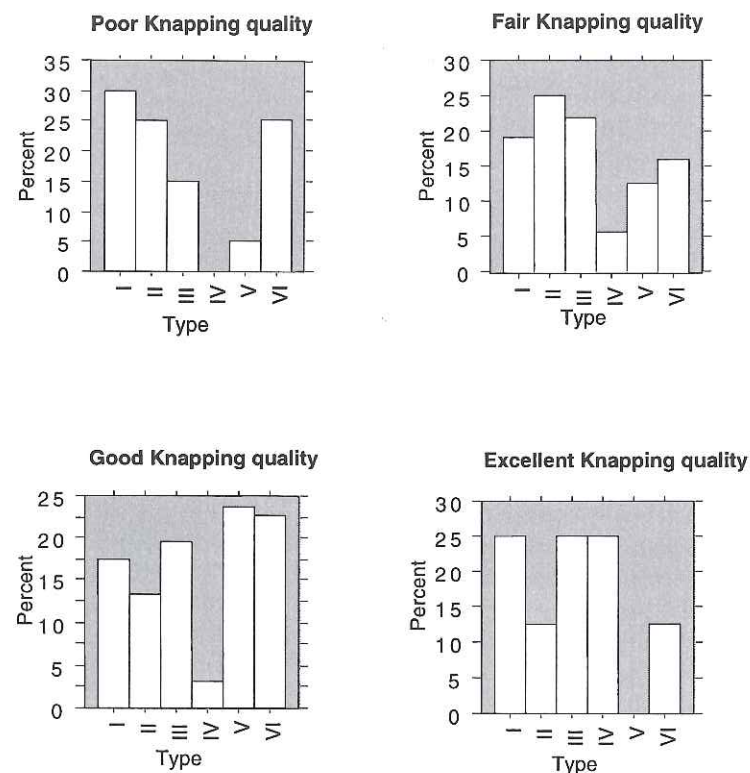 Poor Knapping quality
35
30
25
20
15
10
5
0
Percent
I II III IV V VI
Type
Fair Knapping quality
30
25
20
15
10
5
0
Percent
I II III IV V VI
Type
Good Knapping quality
25
20
15
10
5
0
Percent
I II III IV V VI
Type
Excellent Knapping quality
30
25
20
15
10
5
0
Percent
I II III IV V VI
Type